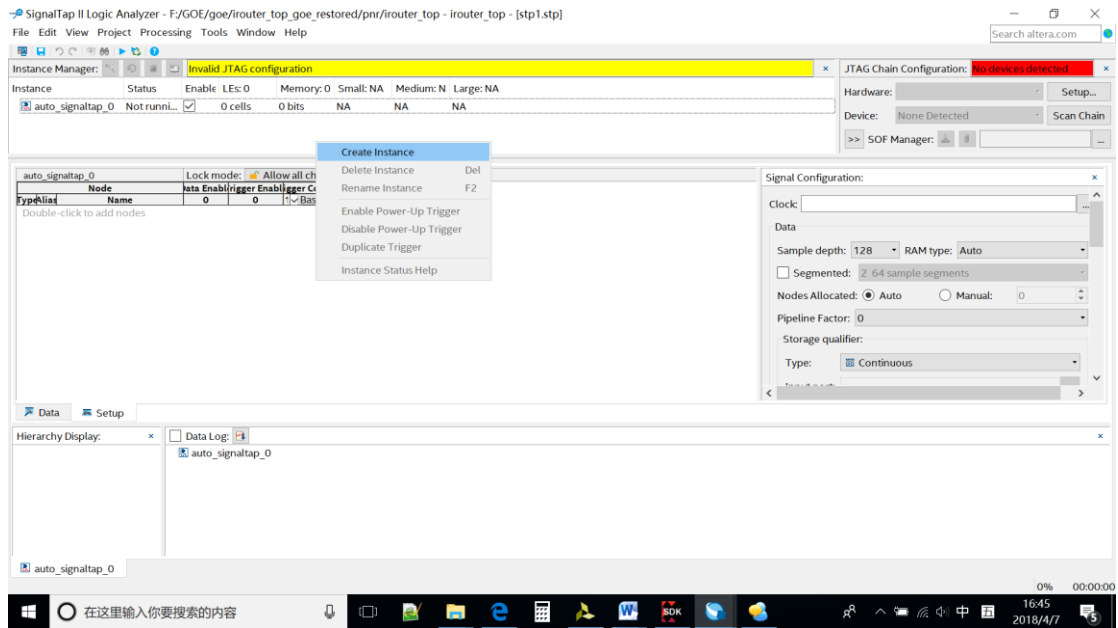 SignalTap II Logic Analyzer - F:/GOE/goe/irouter_top_goe_restored/pnr/irouter_top - irouter_top - [stp1.stp]
File Edit View Project Processing Tools Window Help
Search altera.com
Instance Manager: Invalid JTAG configuration
JTAG Chain Configuration: No devices detected
Instance Status Enable LEs: 0 Memory: 0 Small: NA Medium: N Large: NA
auto_signaltap_0 Not runni... 0 cells 0 bits NA NA NA
Hardware: Setup...
Device: None Detected Scan Chain
>> SOF Manager: ...
Create Instance
Delete Instance Del
Rename Instance F2
Enable Power-Up Trigger
Disable Power-Up Trigger
Duplicate Trigger
Instance Status Help
auto_signaltap_0 Lock mode: Allow all ch
Node
Type Alias Name 0 0 1 Bas
Double-click to add nodes
Signal Configuration:
Clock: ...
Data
Sample depth: 128 RAM type: Auto
Segmented: 2 64 sample segments
Nodes Allocated: Auto Manual: 0
Pipeline Factor: 0
Storage qualifier:
Type: Continuous
Data Setup
Hierarchy Display: Data Log:
auto_signaltap_0
auto_signaltap_0
0% 00:00:00
在这里输入你要搜索的内容
SDK
中 五 16:45
2018/4/7
5